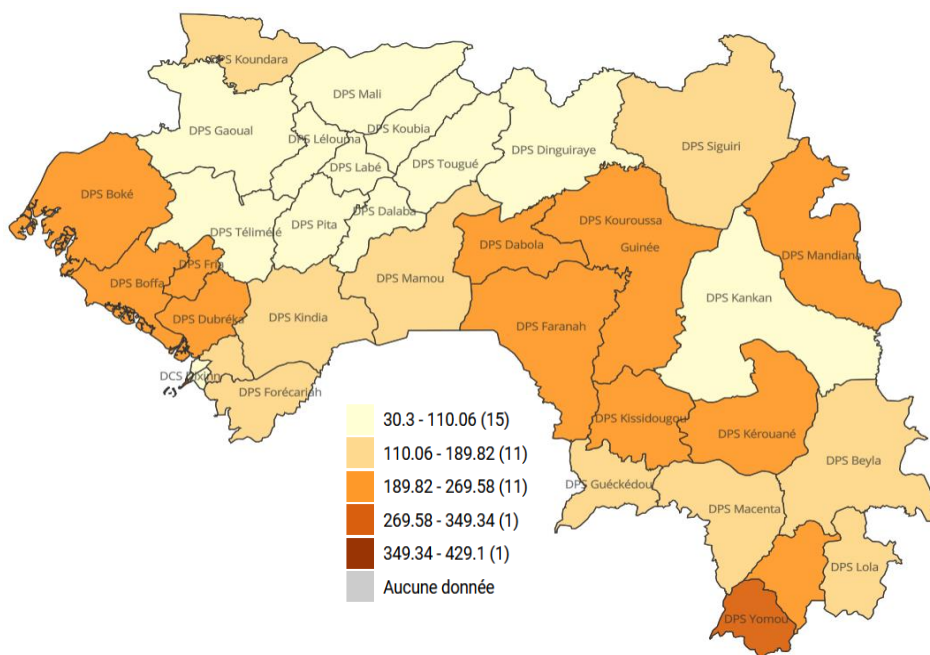 DPS Koundara
DPS Mali
DPS Gaoual
DPS Koubia
DPS Lélouma
DPS Labé
DPS Tougué
DPS Dinguiraye
DPS Siguiri
DPS Boké
DPS Télimélé
DPS Pita
DPS Dalaba
DPS Kouroussa
Guinée
DPS Dabola
DPS Mandiana
DPS Fria
DPS Boffa
DPS Mamou
DPS Kankan
DPS Dubréka
DPS Kindia
DPS Faranah
DCS Dixinn
DPS Forécariah
DPS Kissidougou
DPS Kérouané
DPS Beyla
DPS Guéckédou
DPS Macenta
DPS Lola
DPS Yomou
30.3 - 110.06 (15)
110.06 - 189.82 (11)
189.82 - 269.58 (11)
269.58 - 349.34 (1)
349.34 - 429.1 (1)
Aucune donnée